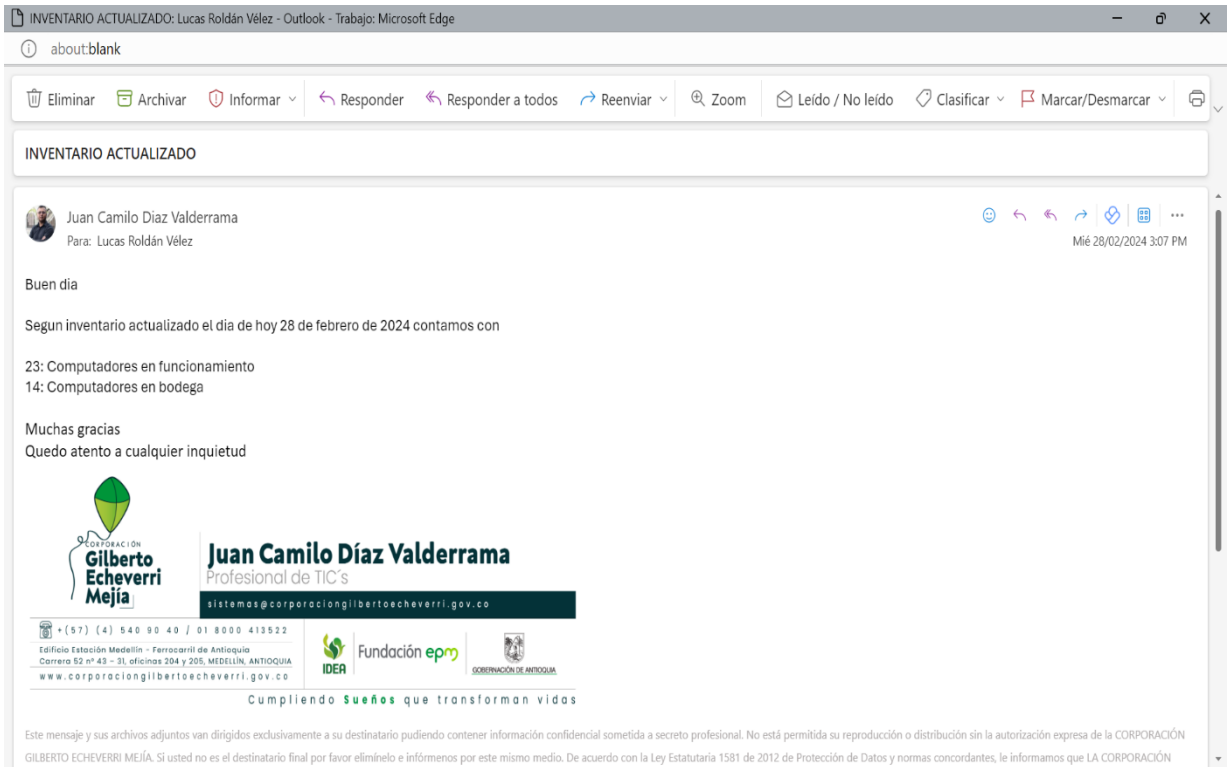 INVENTARIO ACTUALIZADO: Lucas Roldán Vélez - Outlook - Trabajo: Microsoft Edge
about:blank
Eliminar Archivar Informar Responder Responder a todos Reenviar Zoom Leído / No leído Clasificar Marcar/Desmarcar
INVENTARIO ACTUALIZADO
Juan Camilo Diaz Valderrama
Para: Lucas Roldán Vélez
Mié 28/02/2024 3:07 PM
Buen dia
Segun inventario actualizado el dia de hoy 28 de febrero de 2024 contamos con
23: Computadores en funcionamiento
14: Computadores en bodega
Muchas gracias
Quedo atento a cualquier inquietud
CORPORACIÓN
Gilberto
Echeverri
Mejía
Juan Camilo Díaz Valderrama
Profesional de TIC´s
sistemas@corporaciongilbertoecheverri.gov.co
+(57) (4) 540 90 40 / 01 8000 413522
Edificio Estación Medellín - Ferrocarril de Antioquia
Carrera 52 nº 43 - 31, oficinas 204 y 205, MEDELLÍN, ANTIOQUIA
www.corporaciongilbertoecheverri.gov.co
IDEA
Fundación epm
GOBERNACIÓN DE ANTIOQUIA
Cumpliendo Sueños que transforman vidas
Este mensaje y sus archivos adjuntos van dirigidos exclusivamente a su destinatario pudiendo contener información confidencial sometida a secreto profesional. No está permitida su reproducción o distribución sin la autorización expresa de la CORPORACIÓN
GILBERTO ECHEVERRI MEJÍA. Si usted no es el destinatario final por favor elimínelo e infórmenos por este mismo medio. De acuerdo con la Ley Estatutaria 1581 de 2012 de Protección de Datos y normas concordantes, le informamos que LA CORPORACIÓN